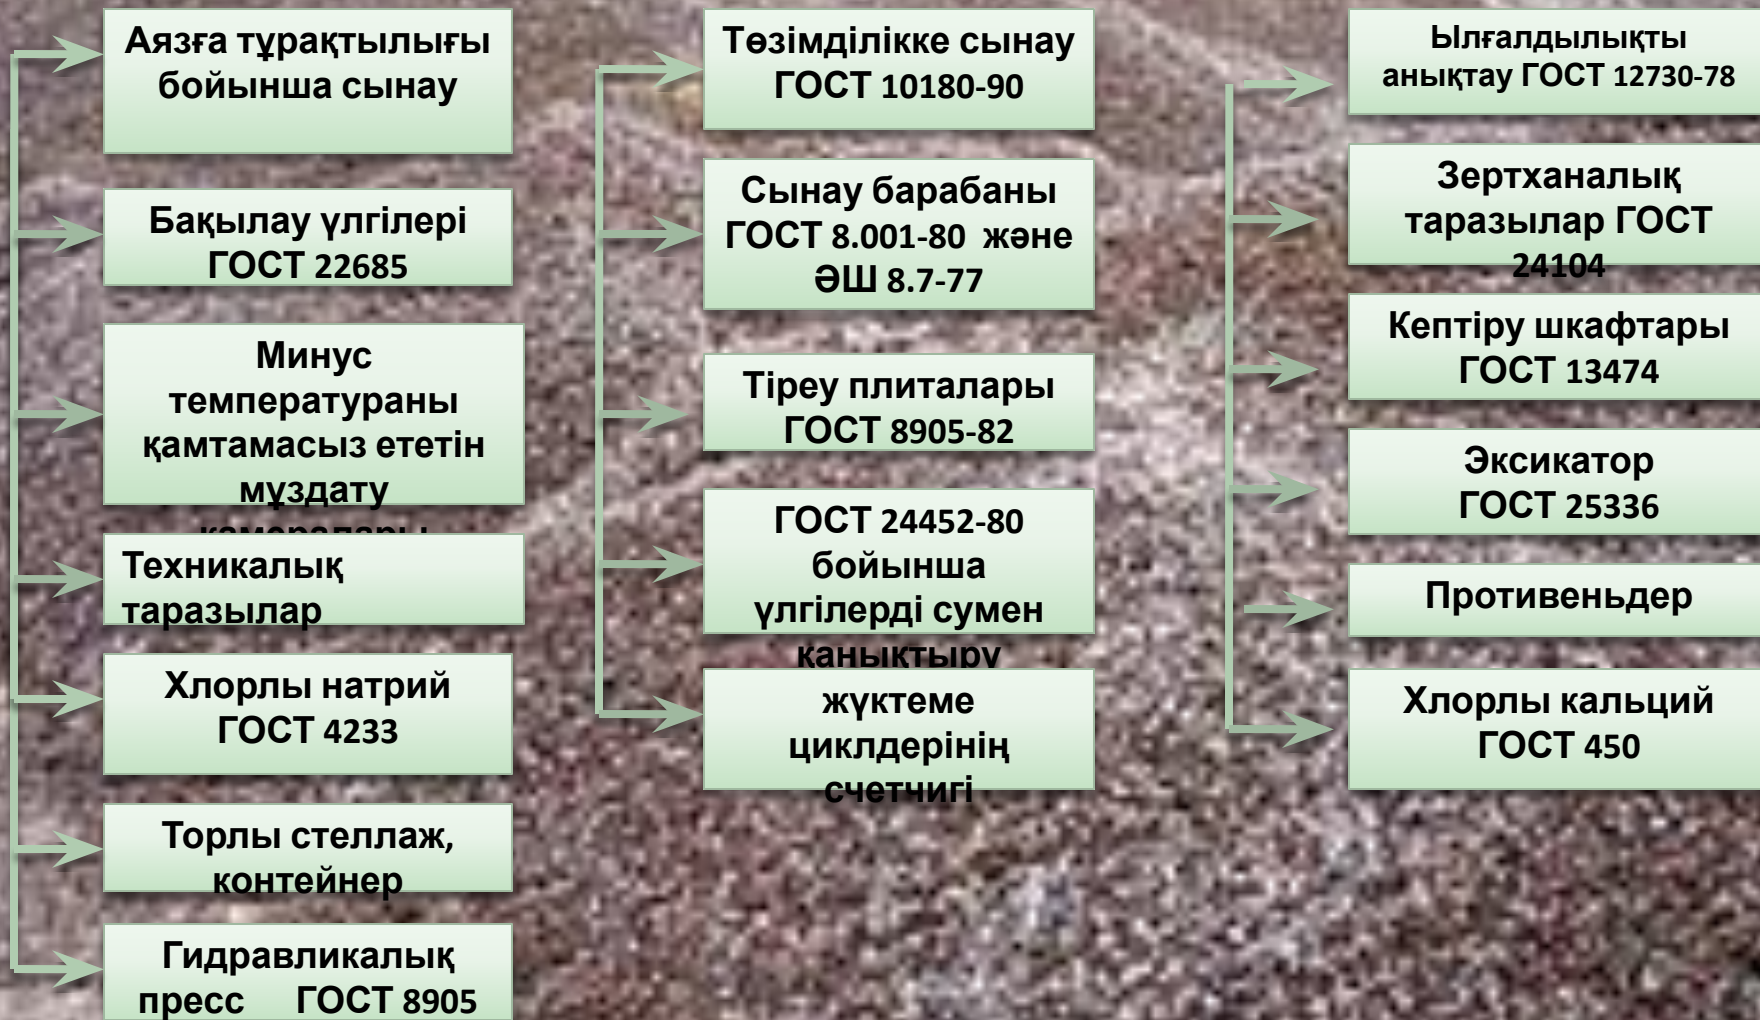 Аязға тұрақтылығы
бойынша сынау
Бақылау үлгілері
ГОСТ 22685
Минус
температураны
қамтамасыз ететін
мұздату
камералары
Техникалық
таразылар
Хлорлы натрий
ГОСТ 4233
Торлы стеллаж,
контейнер
Гидравликалық
пресс ГОСТ 8905
Төзімділікке сынау
ГОСТ 10180-90
Сынау барабаны
ГОСТ 8.001-80 және
ӘШ 8.7-77
Тіреу плиталары
ГОСТ 8905-82
ГОСТ 24452-80
бойынша
үлгілерді сумен
қанықтыру
жүктеме
циклдерінің
счетчигі
Ылғалдылықты
анықтау ГОСТ 12730-78
Зертханалық
таразылар ГОСТ
24104
Кептіру шкафтары
ГОСТ 13474
Эксикатор
ГОСТ 25336
Противеньдер
Хлорлы кальций
ГОСТ 450